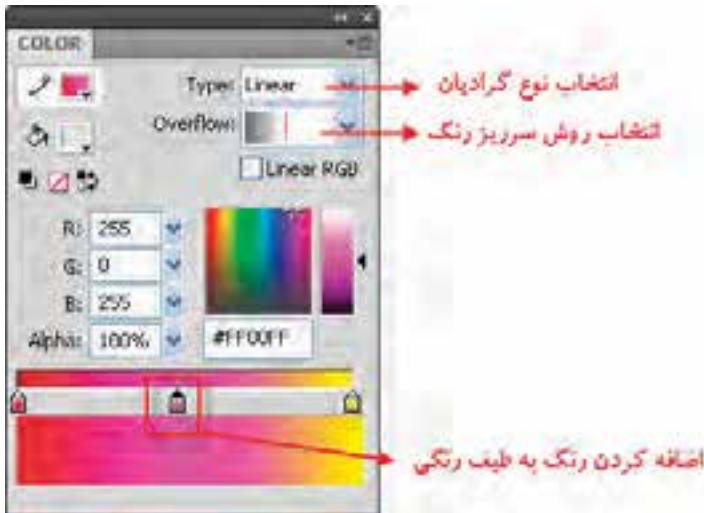 COLOR
Type: Linear
انتخاب نوع گرادیان
Overflow:
انتخاب روش سرریز رنگ
Linear RGB
R: 255
G: 0
B: 255
Alpha: 100%
#FF00FF
اضافه کردن رنگ به طیف رنگی